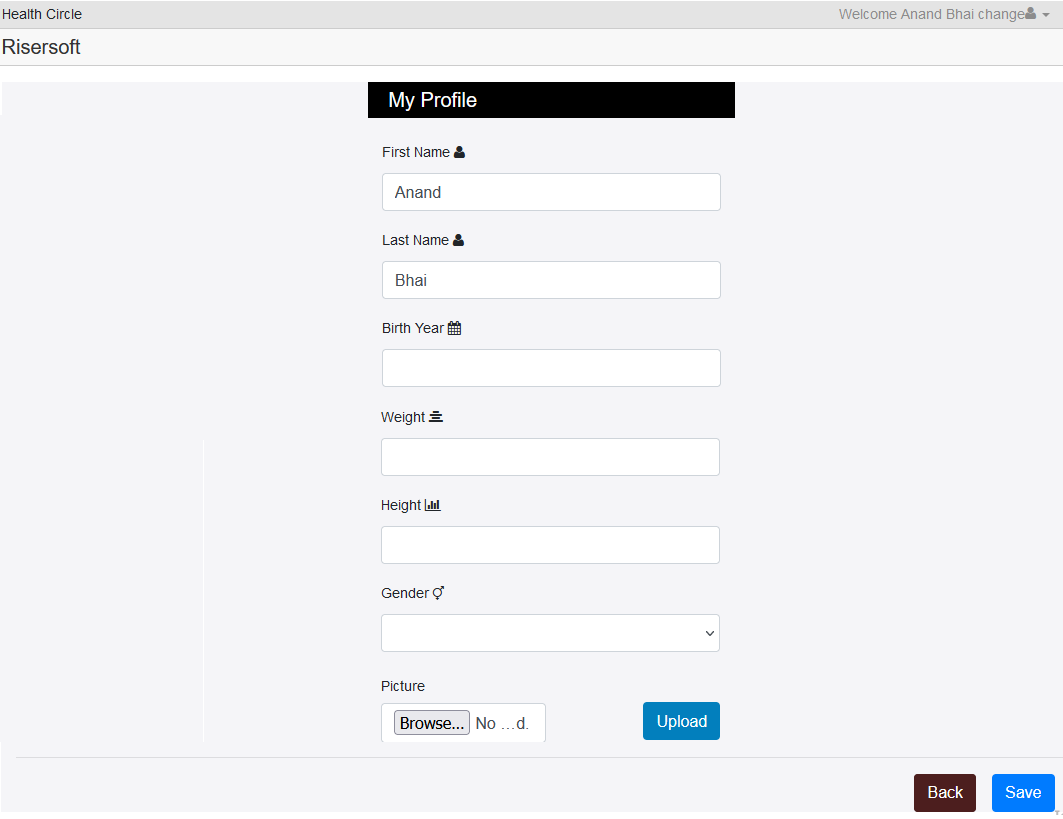 Health Circle
Welcome Anand Bhai change
Risersoft
My Profile
First Name
Anand
Last Name
Bhai
Birth Year
Weight
Height
Gender
Picture
Browse... No ...d.
Upload
Back
Save